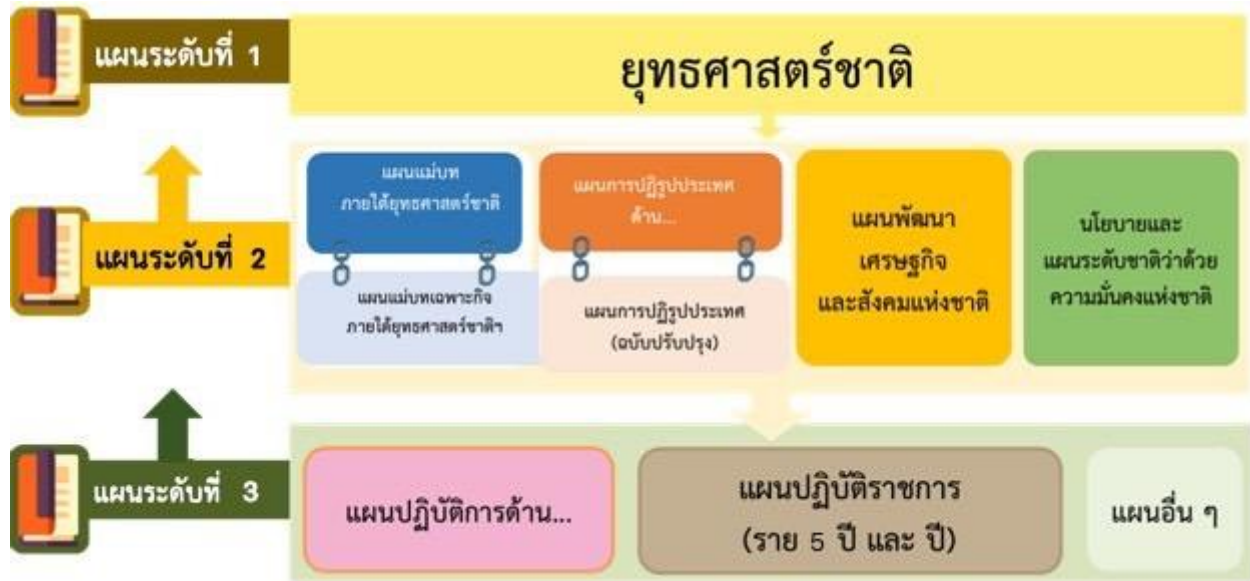 แผนระดับที่ 1
ยุทธศาสตร์ชาติ
แผนระดับที่ 2
แผนแม่บท
ภายใต้ยุทธศาสตร์ชาติ
แผนแม่บทเฉพาะกิจ
ภายใต้ยุทธศาสตร์ชาติฯ
แผนการปฏิรูปประเทศ
ด้าน...
แผนการปฏิรูปประเทศ
(ฉบับปรับปรุง)
แผนพัฒนา
เศรษฐกิจ
และสังคมแห่งชาติ
นโยบายและ
แผนระดับชาติว่าด้วย
ความมั่นคงแห่งชาติ
แผนระดับที่ 3
แผนปฏิบัติการด้าน...
แผนปฏิบัติราชการ
(ราย 5 ปี และ ปี)
แผนอื่น ๆ